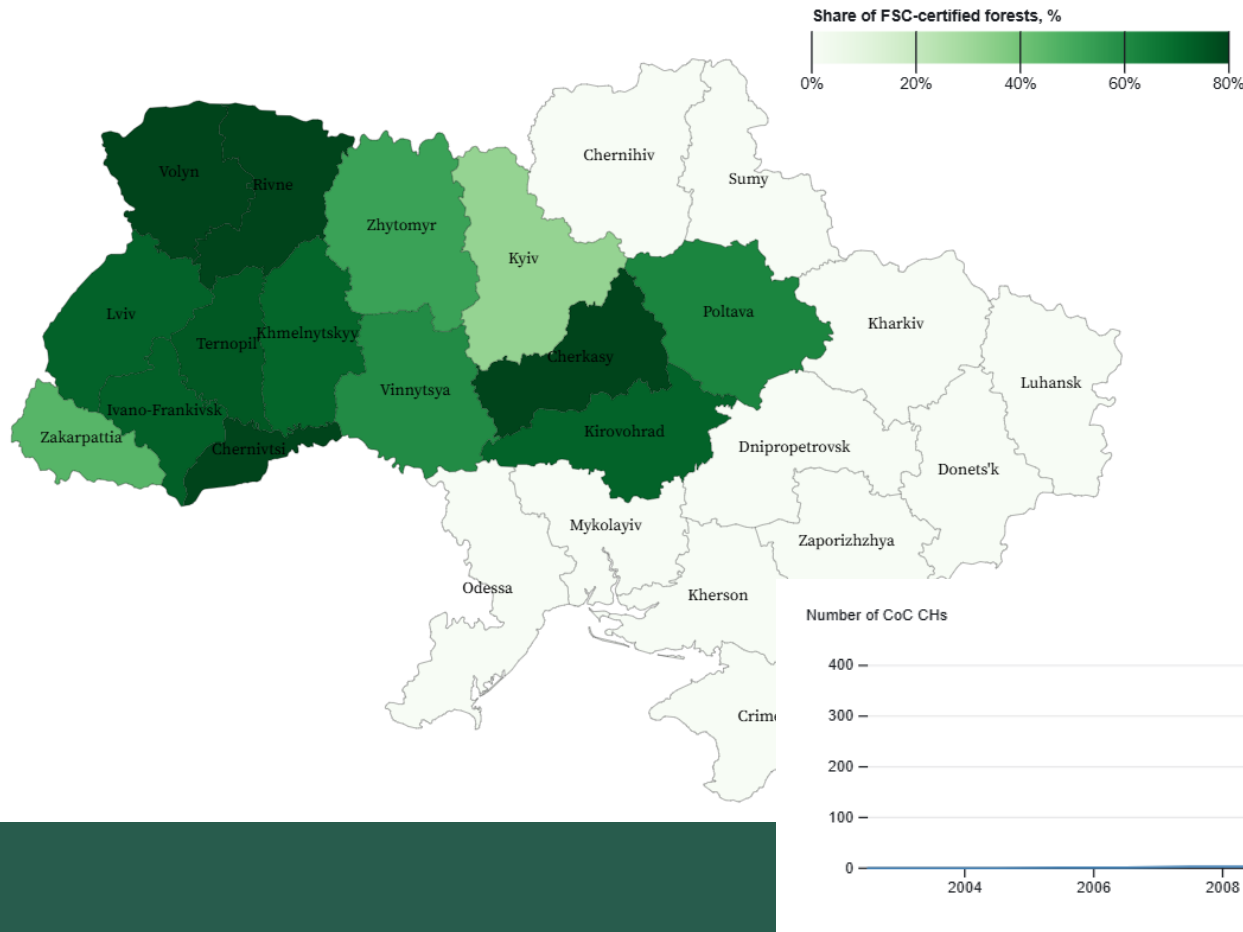 Share of FSC-certified forests, %
0% 20% 40% 60% 80%
Chernihiv
Sumy
Volyn
Rivne
Zhytomyr
Kyiv
Lviv
Ternopil'
Khmelnytskyy
Poltava
Kharkiv
Cherkasy
Luhansk
Vinnytsya
Ivano-Frankivsk
Zakarpattia
Chernivtsi
Kirovohrad
Dnipropetrovsk
Donets'k
Mykolayiv
Zaporizhzhya
Odessa
Kherson
Crim
Number of CoC CHs
400
300
200
100
0
2004 2006 2008